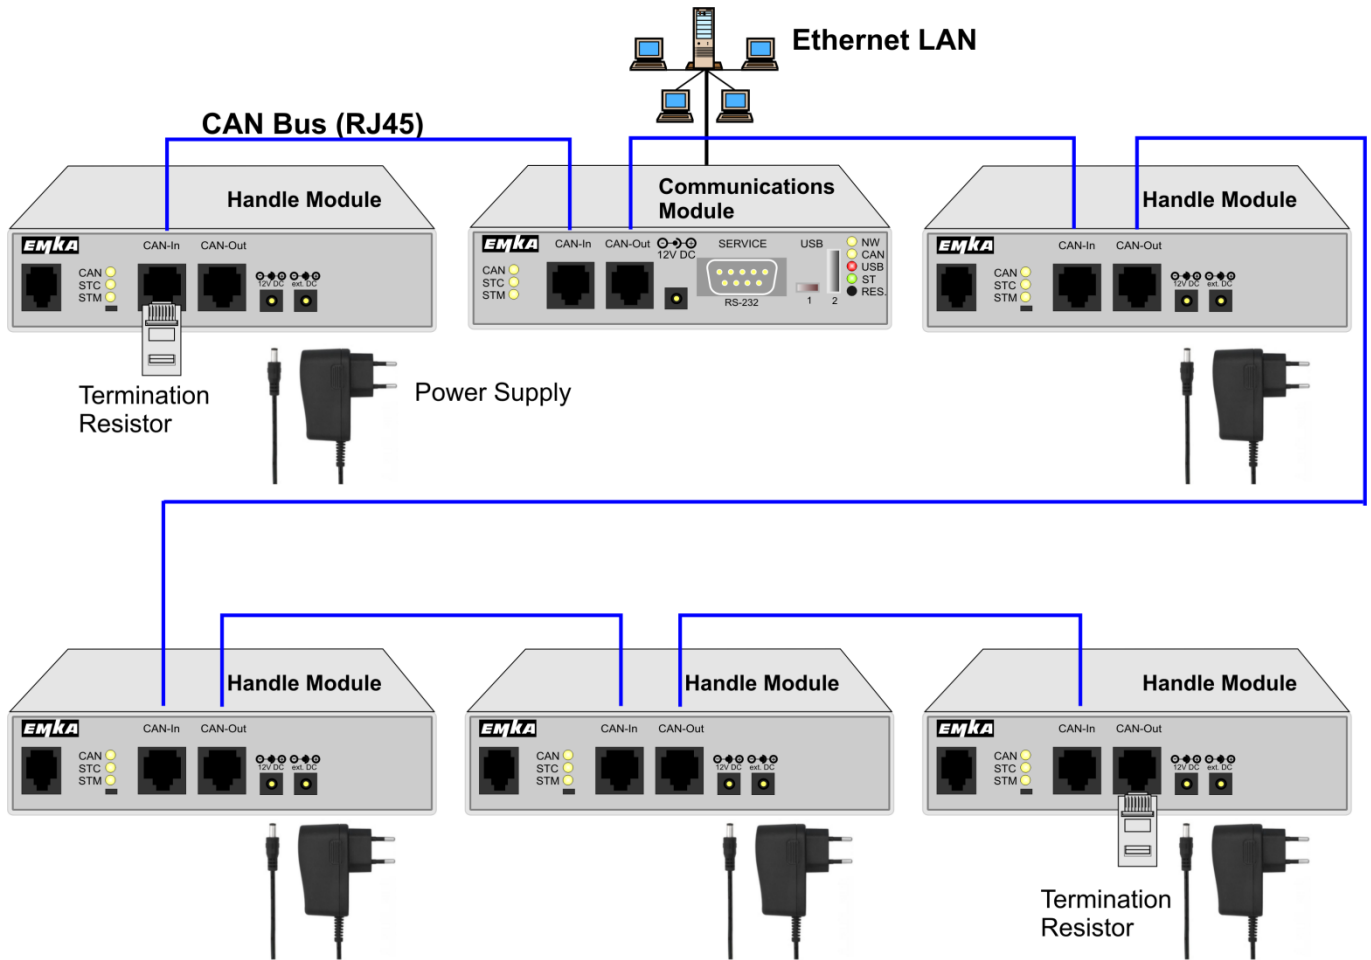 Ethernet LAN
CAN Bus (RJ45)
Handle Module
EMKA
CAN-In
CAN-Out
CAN
STC
STM
12V DC
ext. DC
Termination
Resistor
Power Supply
Communications
Module
EMKA
CAN-In
CAN-Out
12V DC
SERVICE
USB
NW
CAN
USB
ST
RES.
CAN
STC
STM
RS-232
1
2
Handle Module
EMKA
CAN-In
CAN-Out
CAN
STC
STM
12V DC
ext. DC
Handle Module
EMKA
CAN-In
CAN-Out
CAN
STC
STM
12V DC
ext. DC
Handle Module
EMKA
CAN-In
CAN-Out
CAN
STC
STM
12V DC
ext. DC
Handle Module
EMKA
CAN-In
CAN-Out
CAN
STC
STM
12V DC
ext. DC
Termination
Resistor